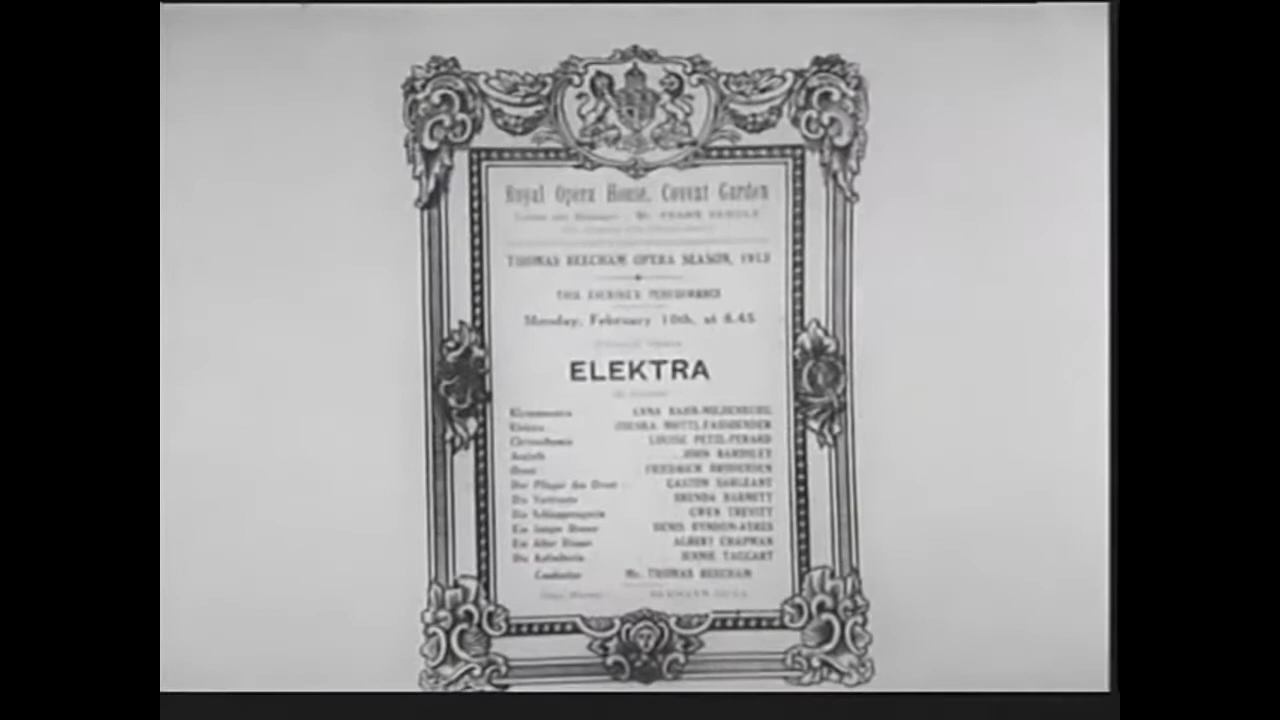 Royal Opera House, Covent Garden
THOMAS BEECHAM OPERA SEASON, 1913
THIS EVENING'S PERFORMANCE
Monday, February 10th, at 8.45
ELEKTRA
Klytemnestra ANNA BAHR-MILDENBURG
Elektra ZDENKA MOTTL-FASSBENDER
Chrysothemis LOUISE PETZL-PERARD
Aegisth JOHN BARDSLEY
Orest FRIEDRICH BRODERSEN
Der Pfleger des Orest GASTON SARGEANT
Die Vertraute BRENDA BARNETT
Die Schleppträgerin GWEN TREVITT
Ein Junger Diener DENIS BYNDON-AYRES
Ein Alter Diener ALBERT CHAPMAN
Die Aufseherin JENNIE TAGGART
Conductor Mr. THOMAS BEECHAM